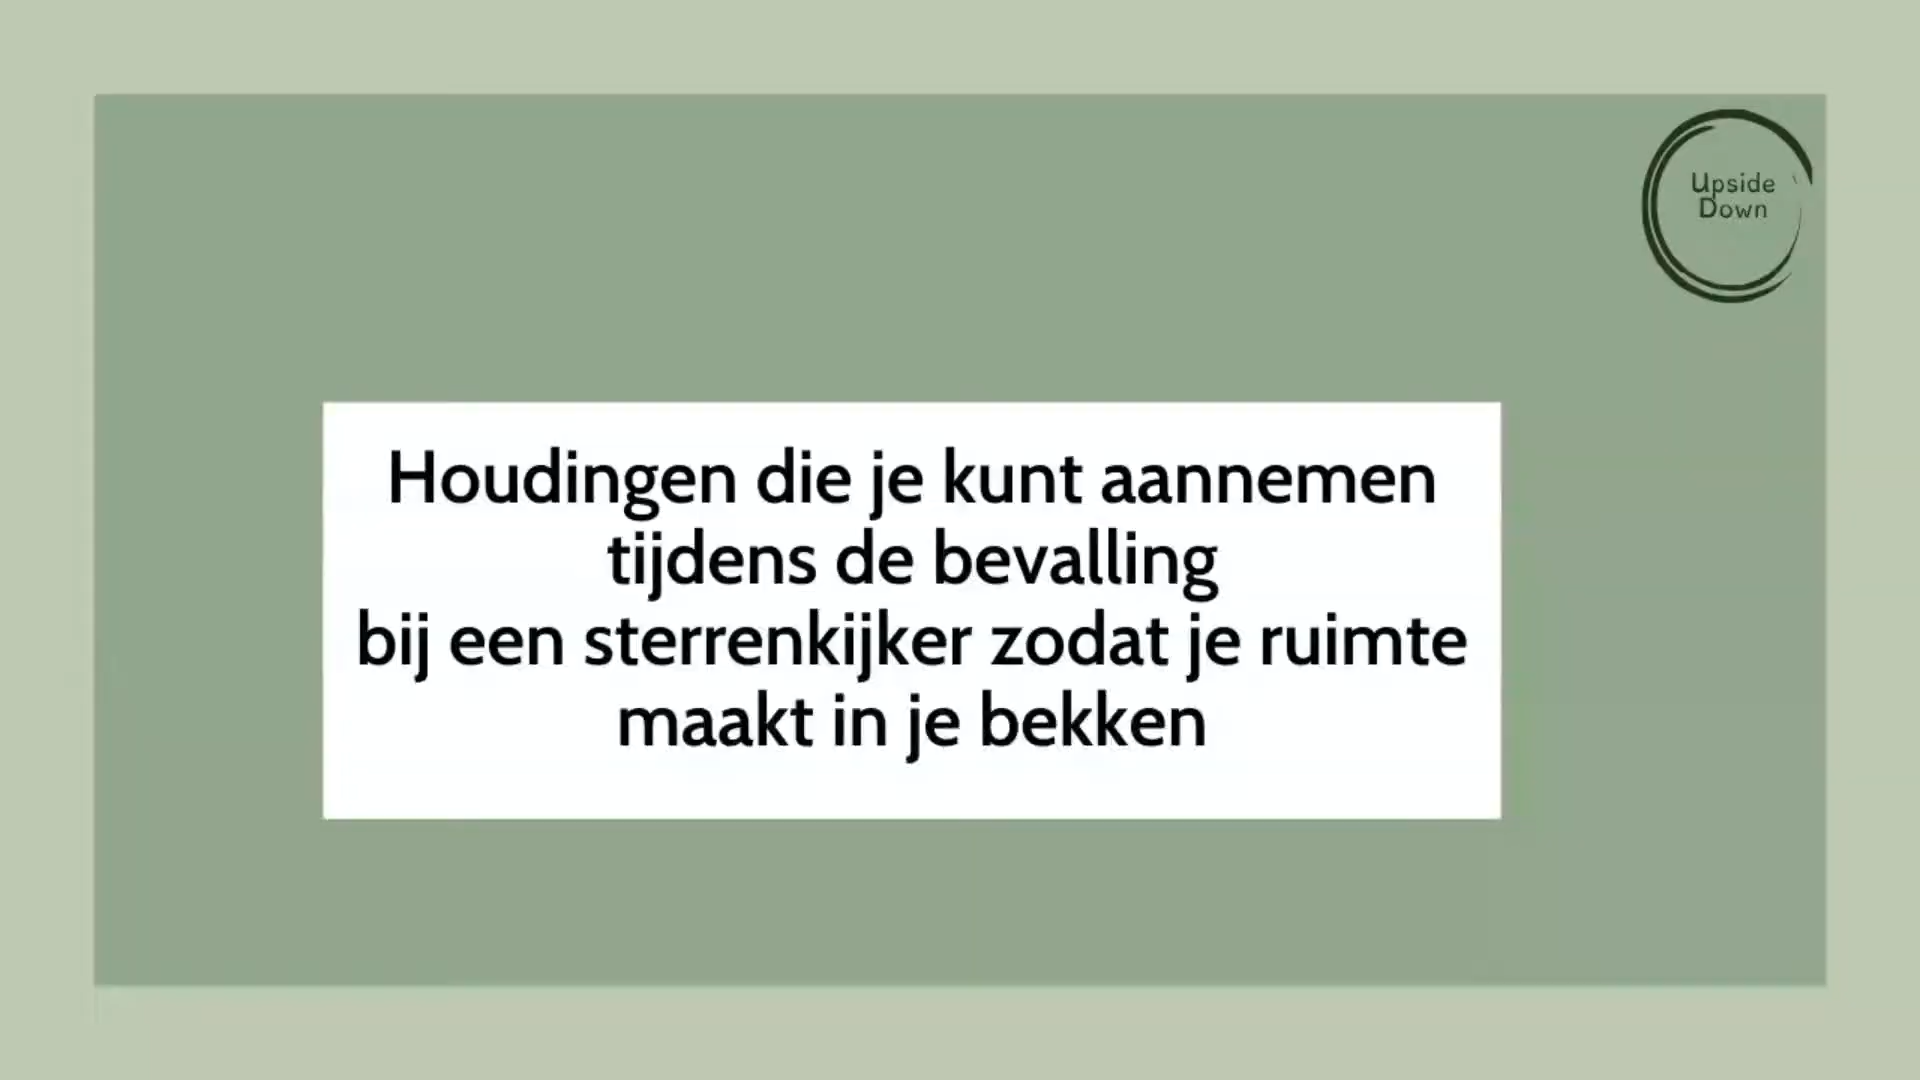 Upside
Down
Houdingen die je kunt aannemen
tijdens de bevalling
bij een sterrenkijker zodat je ruimte
maakt in je bekken